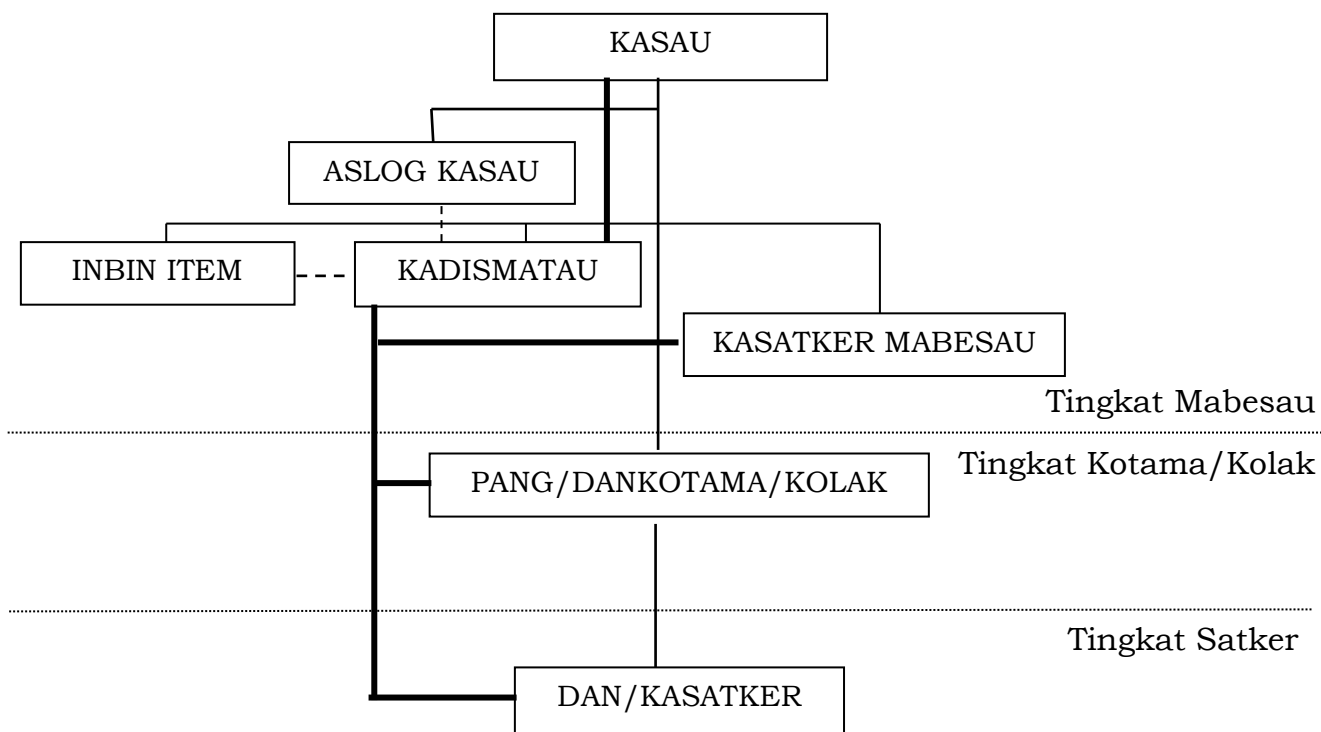 KASAU
ASLOG KASAU
INBIN ITEM
KADISMATAU
KASATKER MABESAU
Tingkat Mabesau
Tingkat Kotama/Kolak
PANG/DANKOTAMA/KOLAK
Tingkat Satker
DAN/KASATKER